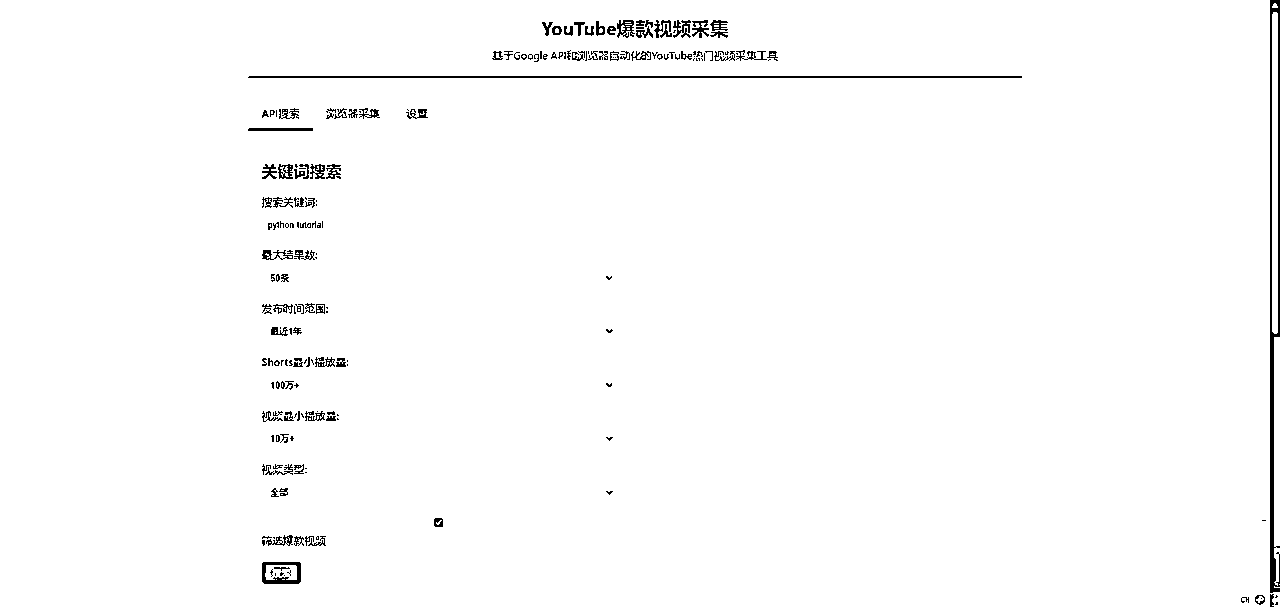 YouTube爆款视频采集
基于Google API和浏览器自动化的YouTube热门视频采集工具
API搜索 浏览器采集 设置
关键词搜索
搜索关键词:
python tutorial
最大结果数:
50条
发布时间范围:
最近1年
Shorts最小播放量:
100万+
视频最小播放量:
10万+
视频类型:
全部
筛选爆款视频
搜索